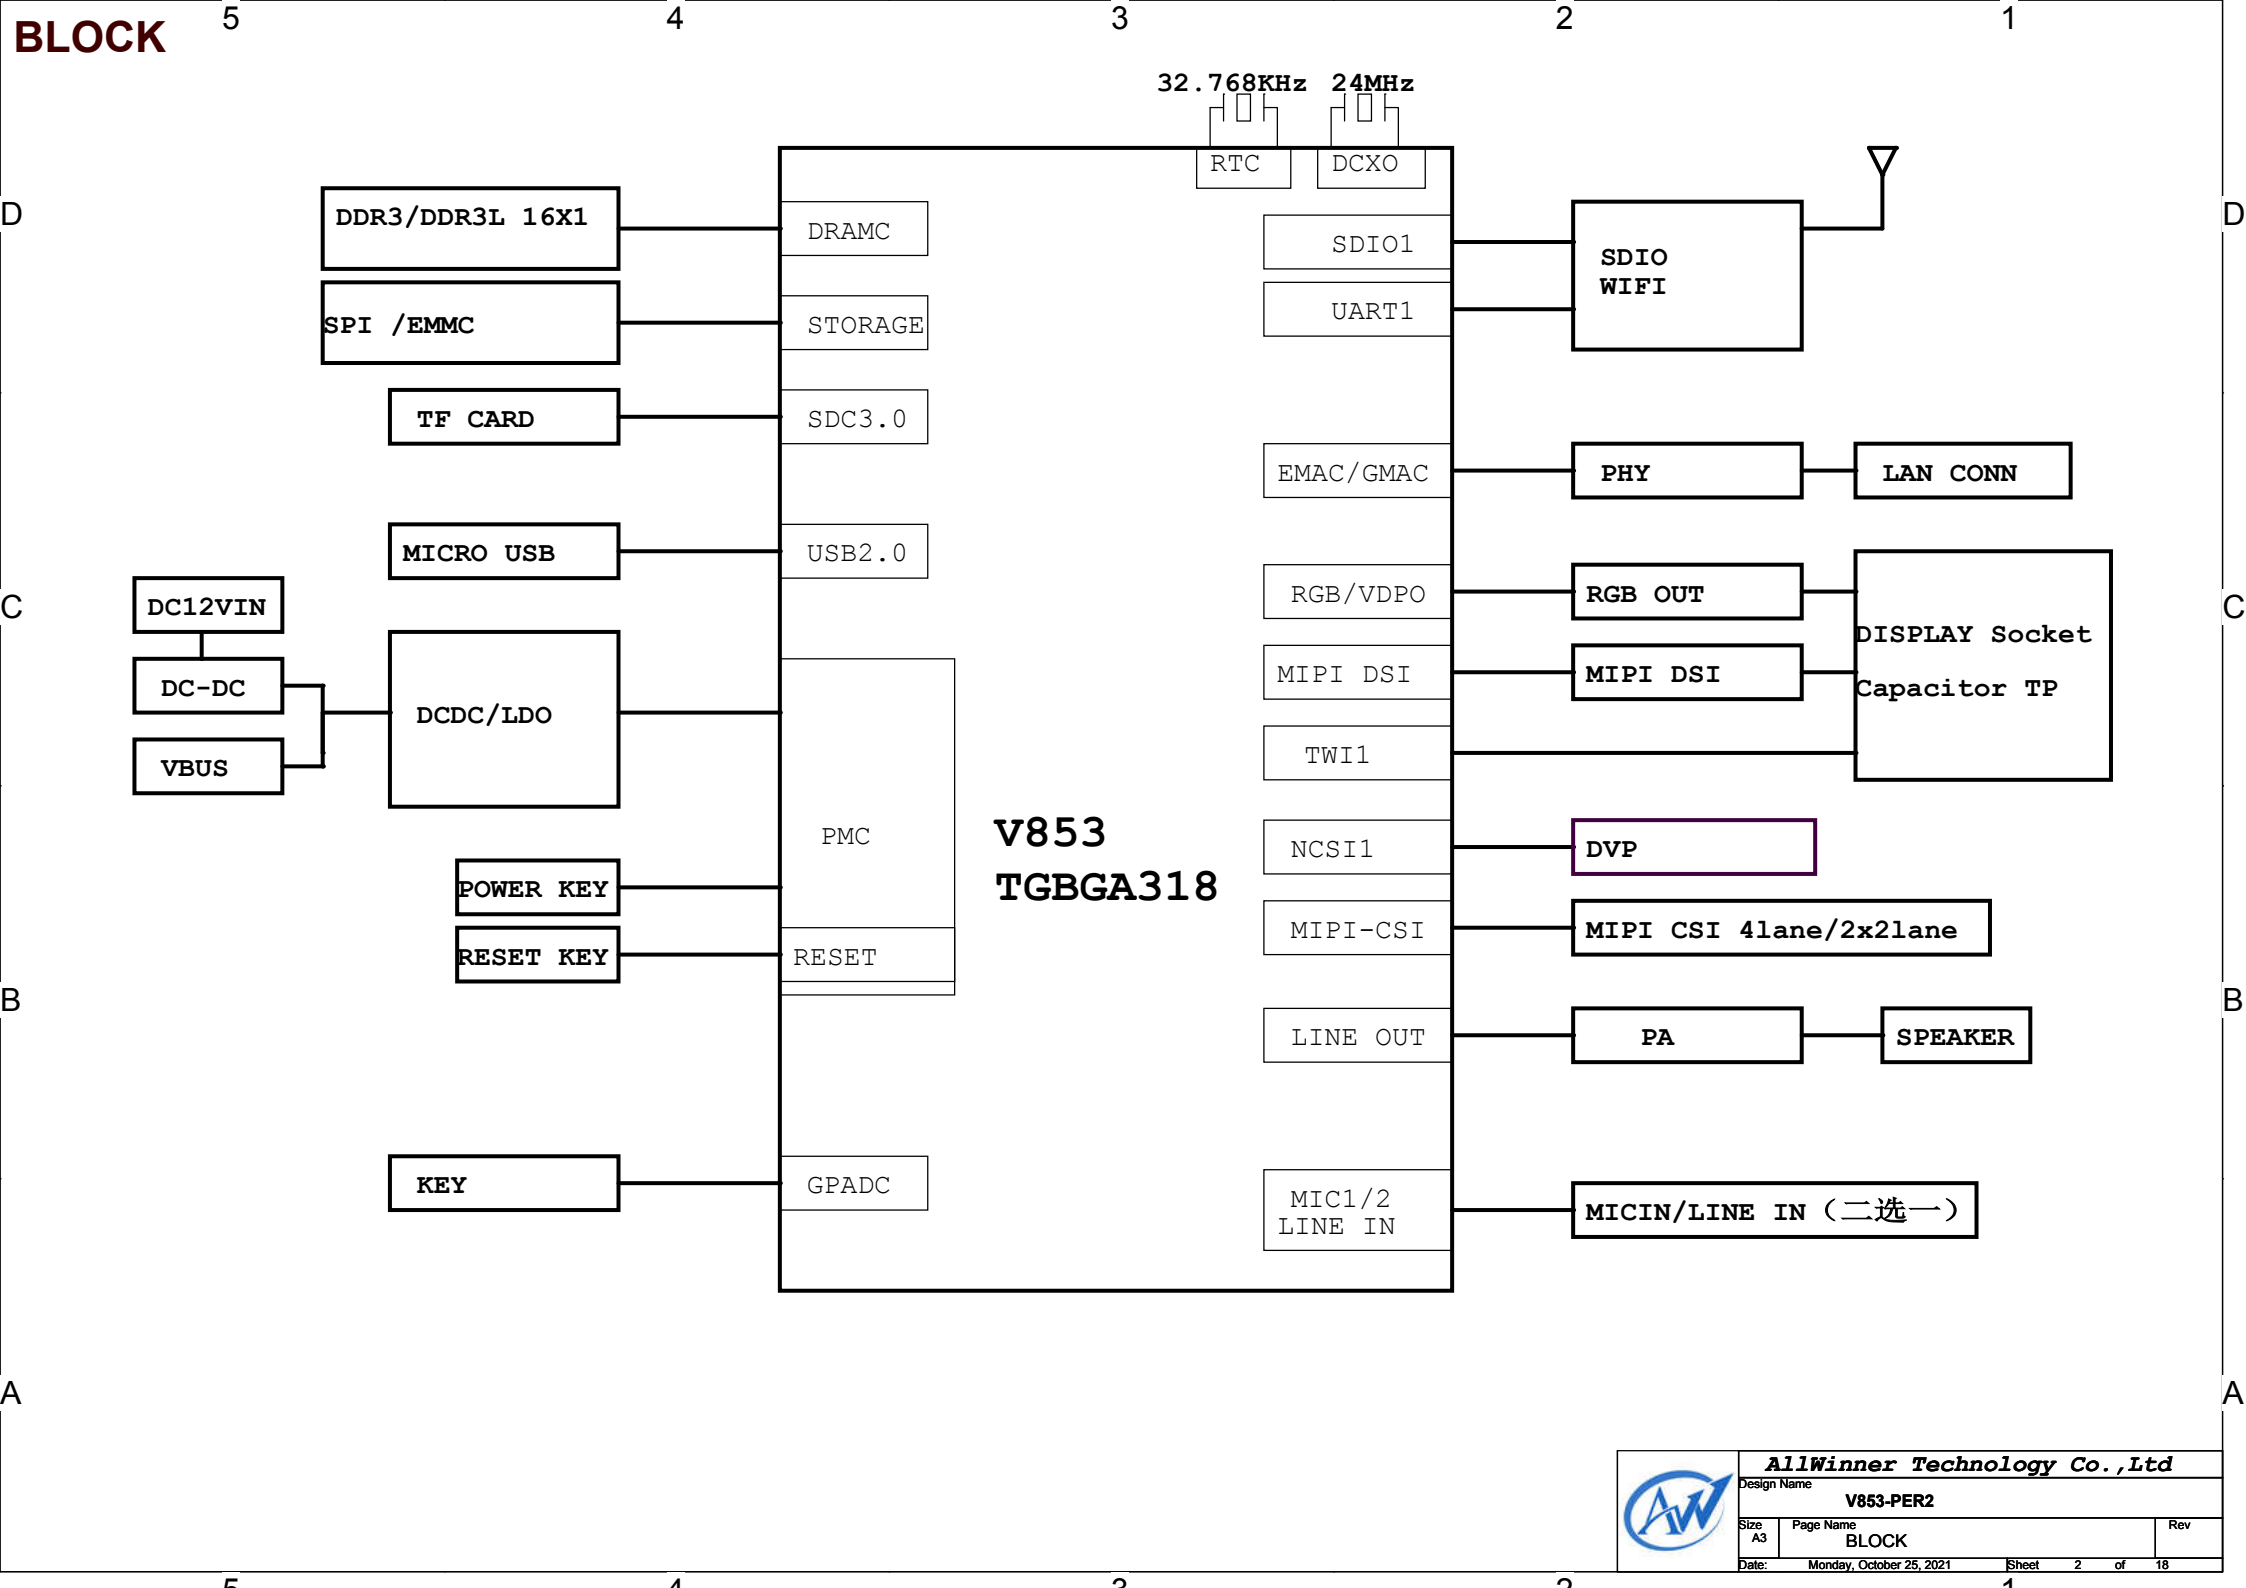 5 4 3 2 1
BLOCK
32.768KHz 24MHz
RTC DCXO
D D
DDR3/DDR3L 16X1
DRAMC
SDIO1
SDIO
WIFI
SPI /EMMC
STORAGE
UART1
TF CARD
SDC3.0
EMAC/GMAC
PHY
LAN CONN
MICRO USB
USB2.0
RGB/VDPO
RGB OUT
C C
DC12VIN
DISPLAY Socket
DC-DC
DCDC/LDO
MIPI DSI
MIPI DSI
Capacitor TP
VBUS
TWI1
PMC
V853
TGBGA318
NCSI1
DVP
POWER KEY
MIPI-CSI
MIPI CSI 4lane/2x2lane
RESET KEY
RESET
B B
LINE OUT
PA
SPEAKER
KEY
GPADC
MIC1/2
LINE IN
MICIN/LINE IN（二选一）
A A
AW
AllWinner Technology Co.,Ltd
Design Name
V853-PER2
Size Page Name Rev
A3 BLOCK
Date: Monday, October 25, 2021 Sheet 2 of 18
5 4 3 2 1